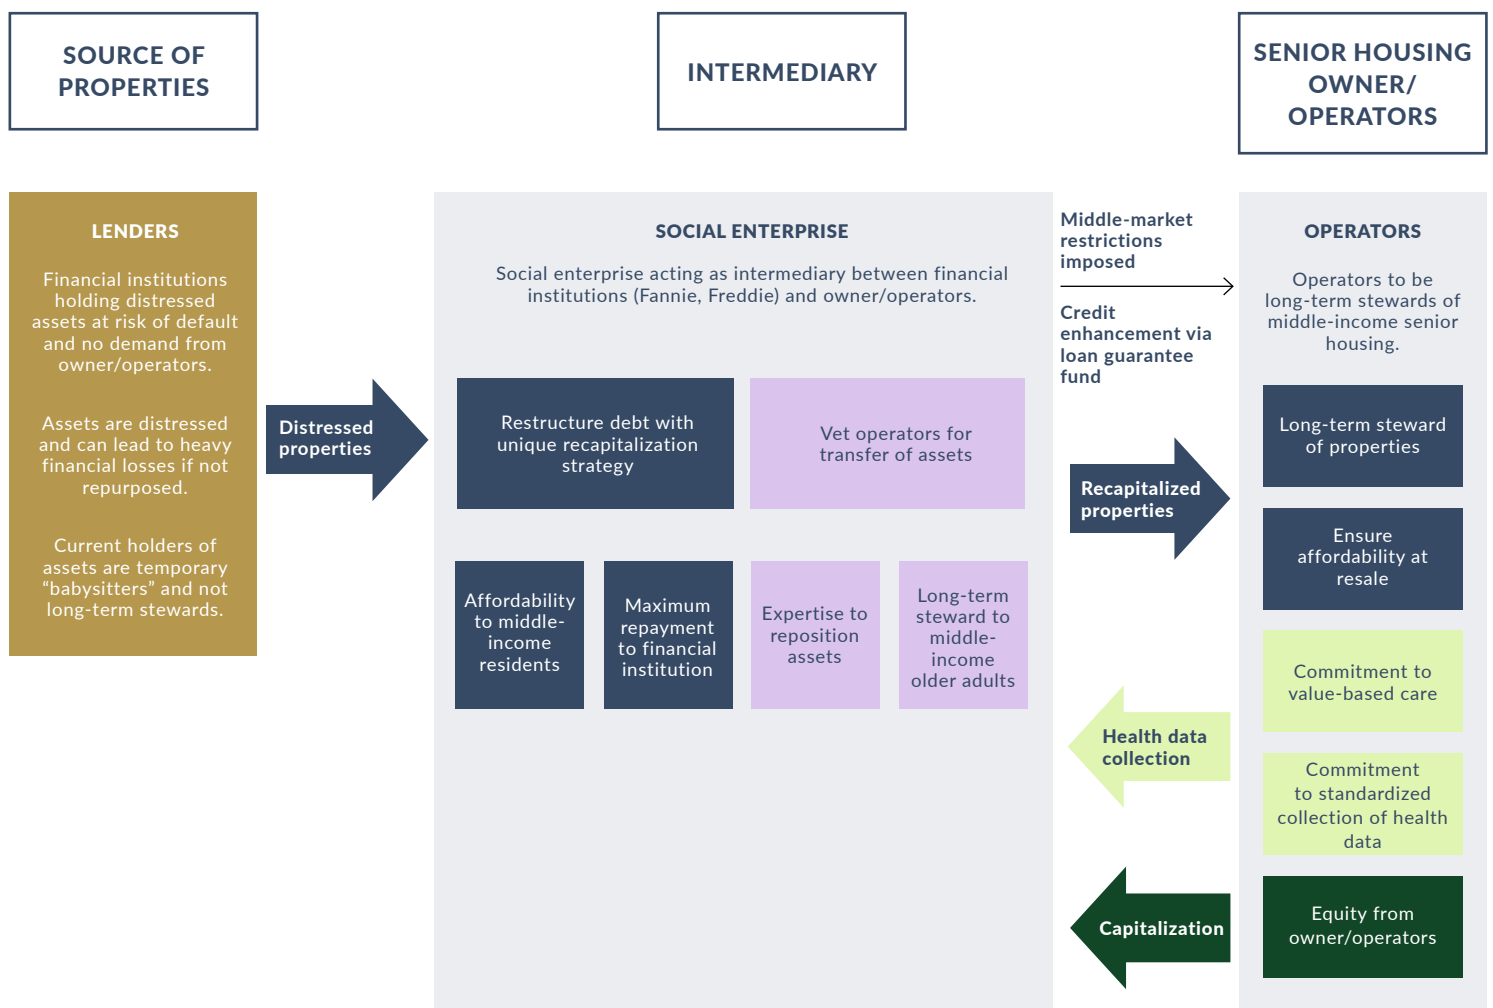 SOURCE OF
PROPERTIES
INTERMEDIARY
SENIOR HOUSING
OWNER/
OPERATORS
LENDERS
Financial institutions
holding distressed
assets at risk of default
and no demand from
owner/operators.
Assets are distressed
and can lead to heavy
financial losses if not
repurposed.
Current holders of
assets are temporary
“babysitters” and not
long-term stewards.
Distressed
properties
SOCIAL ENTERPRISE
Social enterprise acting as intermediary between financial
institutions (Fannie, Freddie) and owner/operators.
Restructure debt with
unique recapitalization
strategy
Vet operators for
transfer of assets
Affordability
to middle-
income
residents
Maximum
repayment
to financial
institution
Expertise to
reposition
assets
Long-term
steward to
middle-
income
older adults
Middle-market
restrictions
imposed
Credit
enhancement via
loan guarantee
fund
Recapitalized
properties
Health data
collection
Capitalization
OPERATORS
Operators to be
long-term stewards of
middle-income senior
housing.
Long-term steward
of properties
Ensure
affordability at
resale
Commitment to
value-based care
Commitment
to standardized
collection of health
data
Equity from
owner/operators